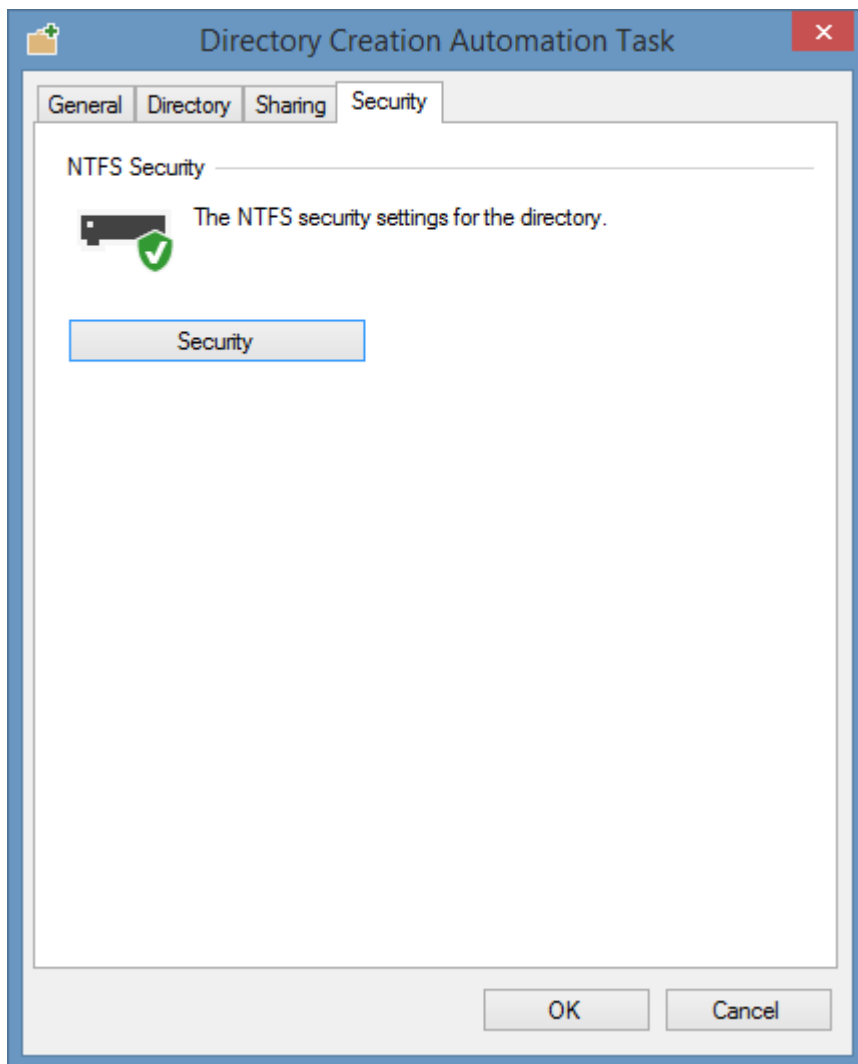 Directory Creation Automation Task
General Directory Sharing Security
NTFS Security
The NTFS security settings for the directory.
Security
OK Cancel